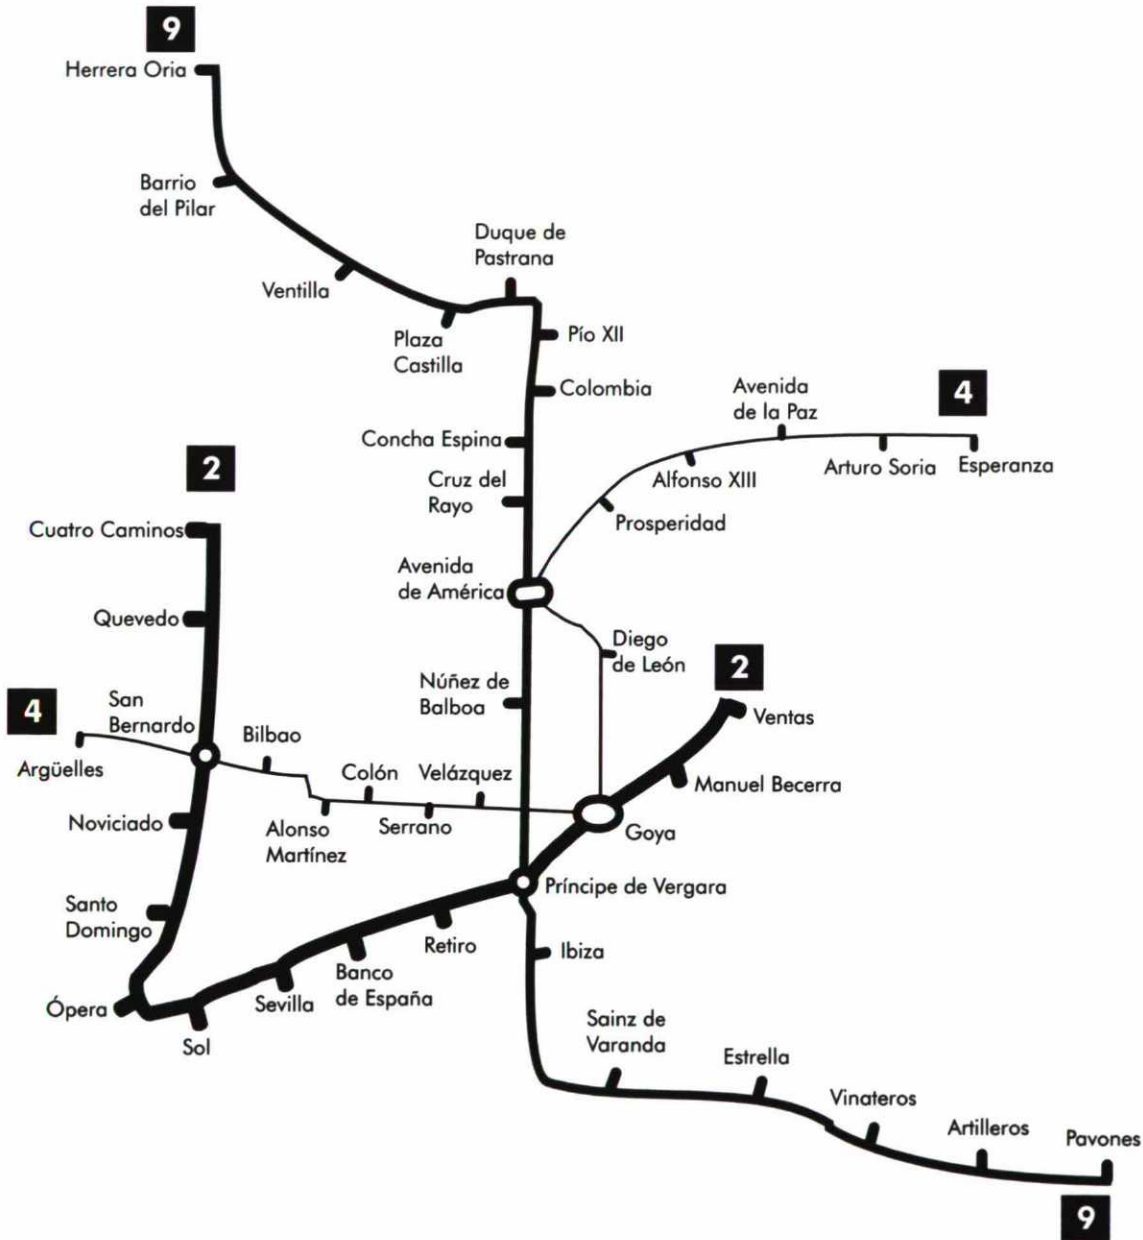 9
Herrera Oria
Barrio
del Pilar
Duque de
Pastrana
Ventilla
Plaza
Castilla
Pío XII
Colombia
Avenida
de la Paz
4
Concha Espina
Arturo Soria
Esperanza
Alfonso XIII
2
Cruz del
Rayo
Prosperidad
Cuatro Caminos
Avenida
de América
Quevedo
Diego
de León
2
Núñez de
Balboa
4
San
Bernardo
Ventas
Bilbao
Argüelles
Colón
Velázquez
Manuel Becerra
Noviciado
Alonso
Martínez
Serrano
Goya
Príncipe de Vergara
Santo
Domingo
Retiro
Ibiza
Banco
de España
Sevilla
Ópera
Sol
Sainz de
Varanda
Estrella
Vinateros
Artilleros
Pavones
9